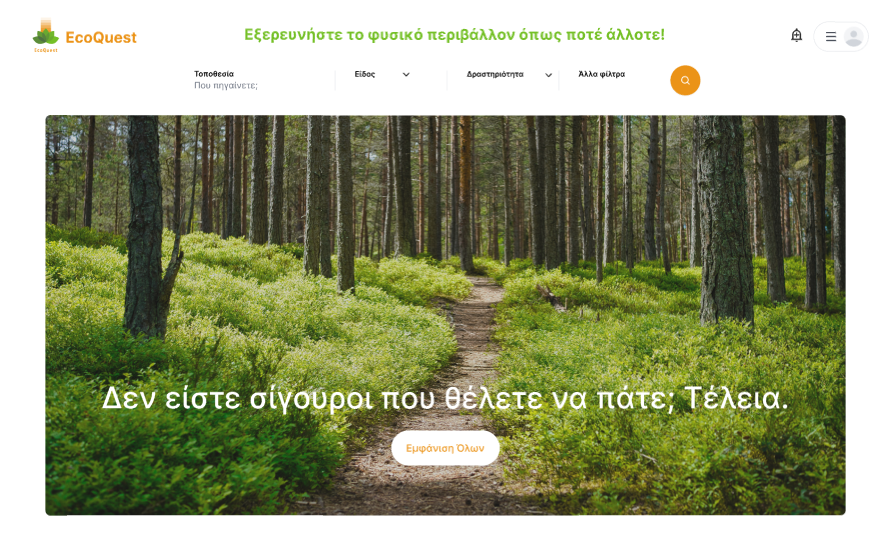 EcoQuest
EcoQuest
Εξερευνήστε το φυσικό περιβάλλον όπως ποτέ άλλοτε!
Τοποθεσία
Που πηγαίνετε;
Είδος
Δραστηριότητα
Άλλα φίλτρα
Δεν είστε σίγουροι που θέλετε να πάτε; Τέλεια.
Εμφάνιση Όλων